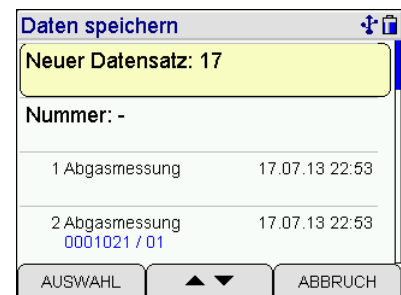 Daten speichern
Neuer Datensatz: 17
Nummer: -
1 Abgasmessung 17.07.13 22:53
2 Abgasmessung 17.07.13 22:53
0001021 / 01
AUSWAHL ▲ ▼ ABBRUCH